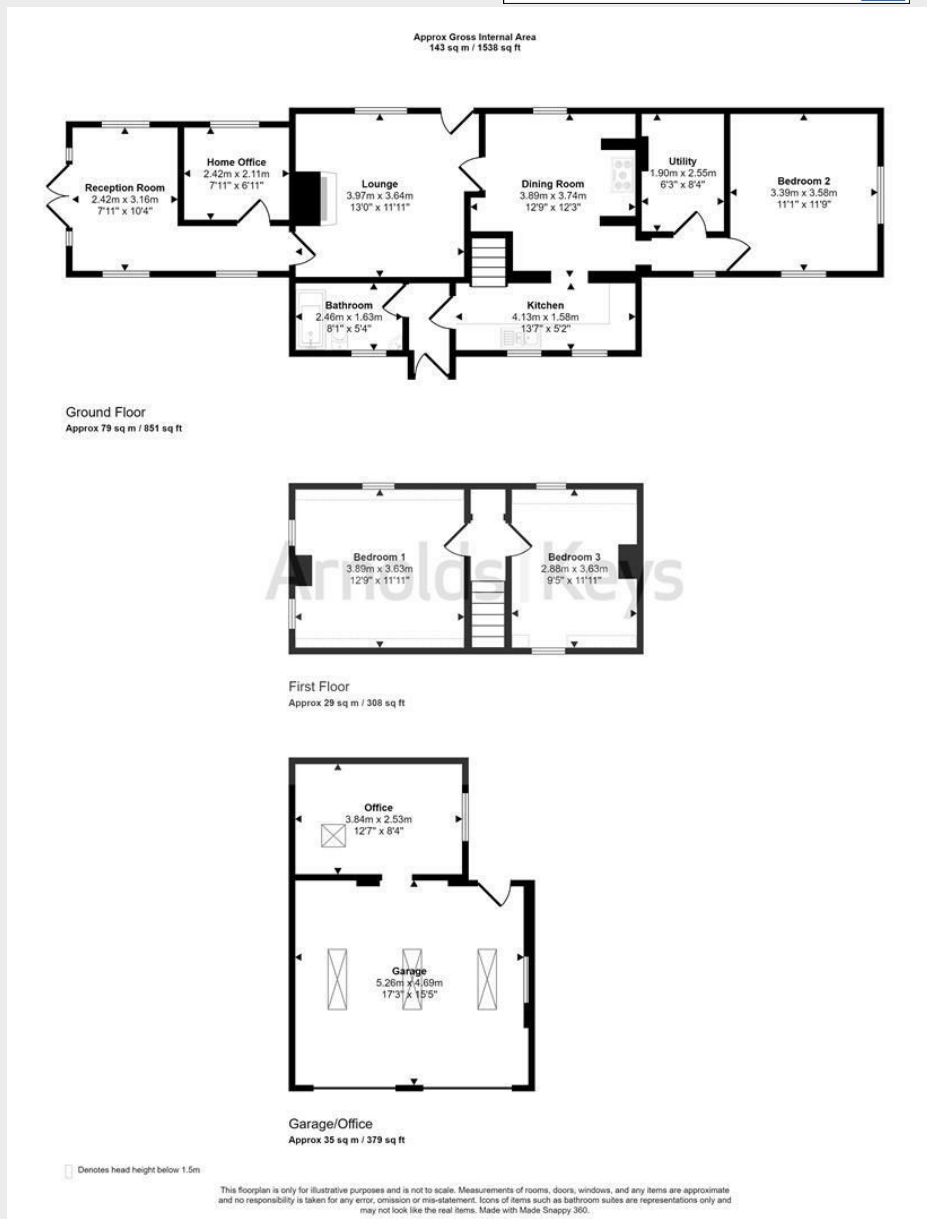 Approx Gross Internal Area
143 sq m / 1538 sq ft
Reception Room
2.42m x 3.16m
7'11" x 10'4"
Home Office
2.42m x 2.11m
7'11" x 6'11"
Lounge
3.97m x 3.64m
13'0" x 11'11"
Dining Room
3.89m x 3.74m
12'9" x 12'3"
Utility
1.90m x 2.55m
6'3" x 8'4"
Bedroom 2
3.39m x 3.58m
11'1" x 11'9"
Bathroom
2.46m x 1.63m
8'1" x 5'4"
Kitchen
4.13m x 1.58m
13'7" x 5'2"
Ground Floor
Approx 79 sq m / 851 sq ft
Arnolds | Keys
Bedroom 1
3.89m x 3.63m
12'9" x 11'11"
Bedroom 3
2.88m x 3.63m
9'5" x 11'11"
First Floor
Approx 29 sq m / 308 sq ft
Office
3.84m x 2.53m
12'7" x 8'4"
Garage
5.26m x 4.69m
17'3" x 15'5"
Garage/Office
Approx 35 sq m / 379 sq ft
Denotes head height below 1.5m
This floorplan is only for illustrative purposes and is not to scale. Measurements of rooms, doors, windows, and any items are approximate
and no responsibility is taken for any error, omission or mis-statement. Icons of items such as bathroom suites are representations only and
may not look like the real items. Made with Made Snappy 360.